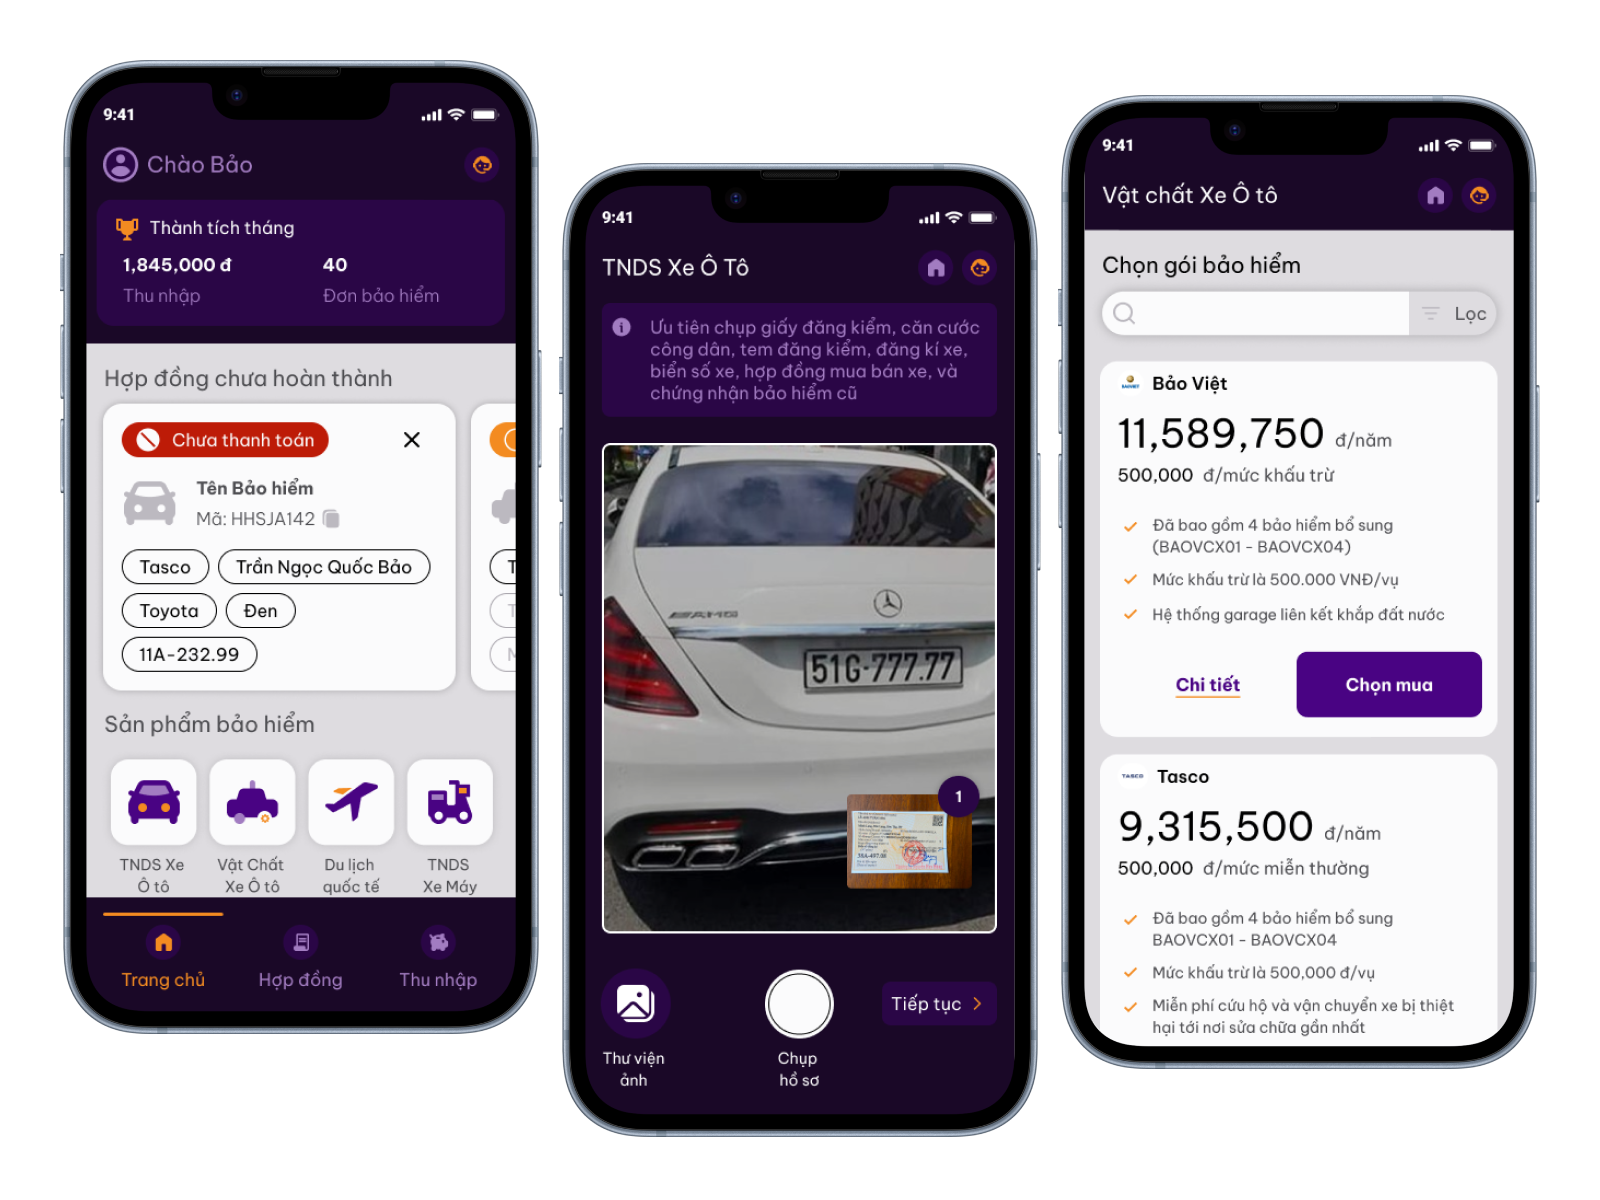 9:41
Chào Bảo
Thành tích tháng
1,845,000 đ
40
Thu nhập
Đơn bảo hiểm
Hợp đồng chưa hoàn thành
Chưa thanh toán
Tên Bảo hiểm
Mã: HHSJA142
Tasco
Trần Ngọc Quốc Bảo
Toyota
Đen
11A-232.99
Sản phẩm bảo hiểm
TNDS Xe
Ô tô
Vật Chất
Xe Ô tô
Du lịch
quốc tế
TNDS
Xe Máy
Trang chủ
Hợp đồng
Thu nhập
9:41
TNDS Xe Ô Tô
Ưu tiên chụp giấy đăng kiểm, căn cước
công dân, tem đăng kiểm, đăng kí xe,
biển số xe, hợp đồng mua bán xe, và
chứng nhận bảo hiểm cũ
AMG
51G-777.77
1
Thư viện
ảnh
Chụp
hồ sơ
Tiếp tục
9:41
Vật chất Xe Ô tô
Chọn gói bảo hiểm
Lọc
BAOVIET
Bảo Việt
11,589,750 đ/năm
500,000 đ/mức khấu trừ
Đã bao gồm 4 bảo hiểm bổ sung
(BAOVCX01 - BAOVCX04)
Mức khấu trừ là 500.000 VNĐ/vụ
Hệ thống garage liên kết khắp đất nước
Chi tiết
Chọn mua
TASCO
Tasco
9,315,500 đ/năm
500,000 đ/mức miễn thường
Đã bao gồm 4 bảo hiểm bổ sung
BAOVCX01 - BAOVCX04
Mức khấu trừ là 500,000 đ/vụ
Miễn phí cứu hộ và vận chuyển xe bị thiệt
hại tới nơi sửa chữa gần nhất